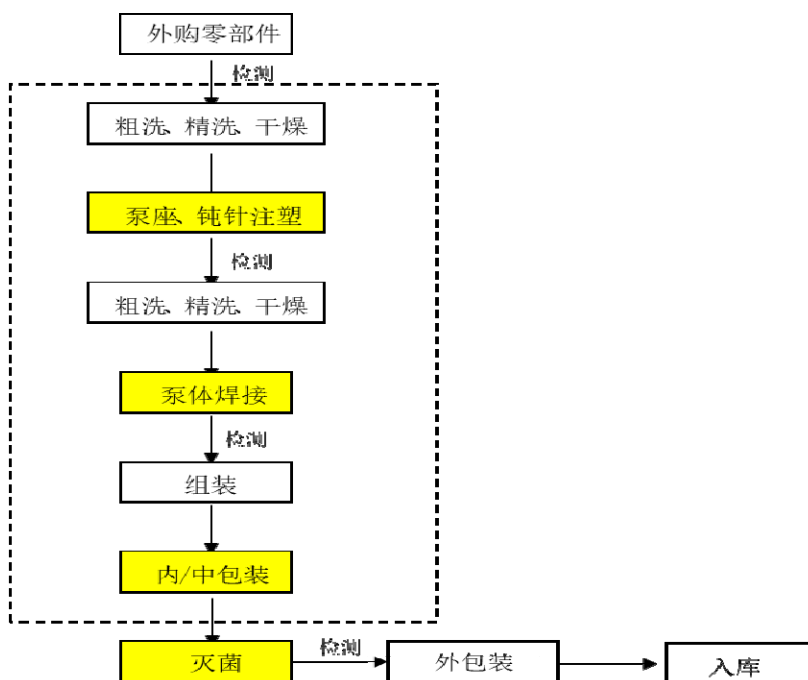 外购零部件
检测
粗洗、精洗、干燥
泵座、钝针注塑
检测
粗洗、精洗、干燥
泵体焊接
检测
组装
内/中包装
灭菌
检测
外包装
入库